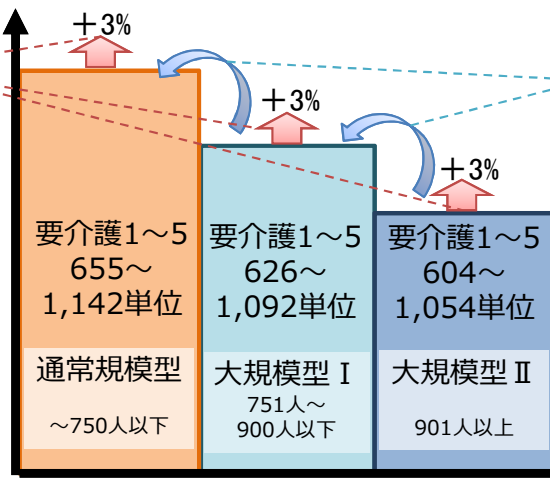 ＋3%
＋3%
＋3%
要介護1～5
655～
1,142単位
通常規模型
～750人以下
要介護1～5
626～
1,092単位
大規模型Ⅰ
751人～
900人以下
要介護1～5
604～
1,054単位
大規模型Ⅱ
901人以上